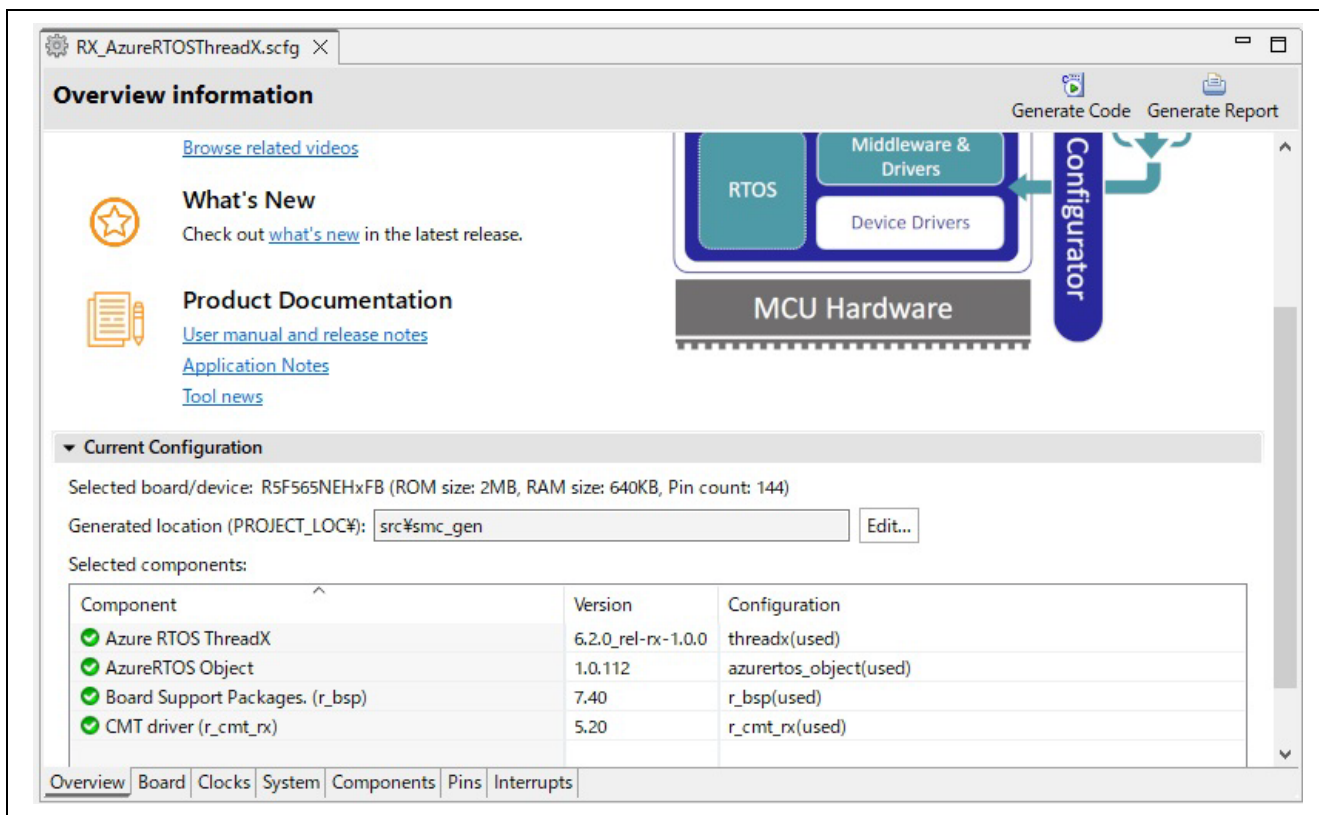 RX_AzureRTOSThreadX.scfg
Overview information
Generate Code Generate Report
Browse related videos
What's New
Check out what's new in the latest release.
Product Documentation
User manual and release notes
Application Notes
Tool news
RTOS
Middleware &
Drivers
Device Drivers
Configurator
MCU Hardware
Current Configuration
Selected board/device: R5F565NEHxFB (ROM size: 2MB, RAM size: 640KB, Pin count: 144)
Generated location (PROJECT_LOC¥): src¥smc_gen Edit...
Selected components:
Component Version Configuration
Azure RTOS ThreadX 6.2.0_rel-rx-1.0.0 threadx(used)
AzureRTOS Object 1.0.112 azurertos_object(used)
Board Support Packages. (r_bsp) 7.40 r_bsp(used)
CMT driver (r_cmt_rx) 5.20 r_cmt_rx(used)
Overview Board Clocks System Components Pins Interrupts